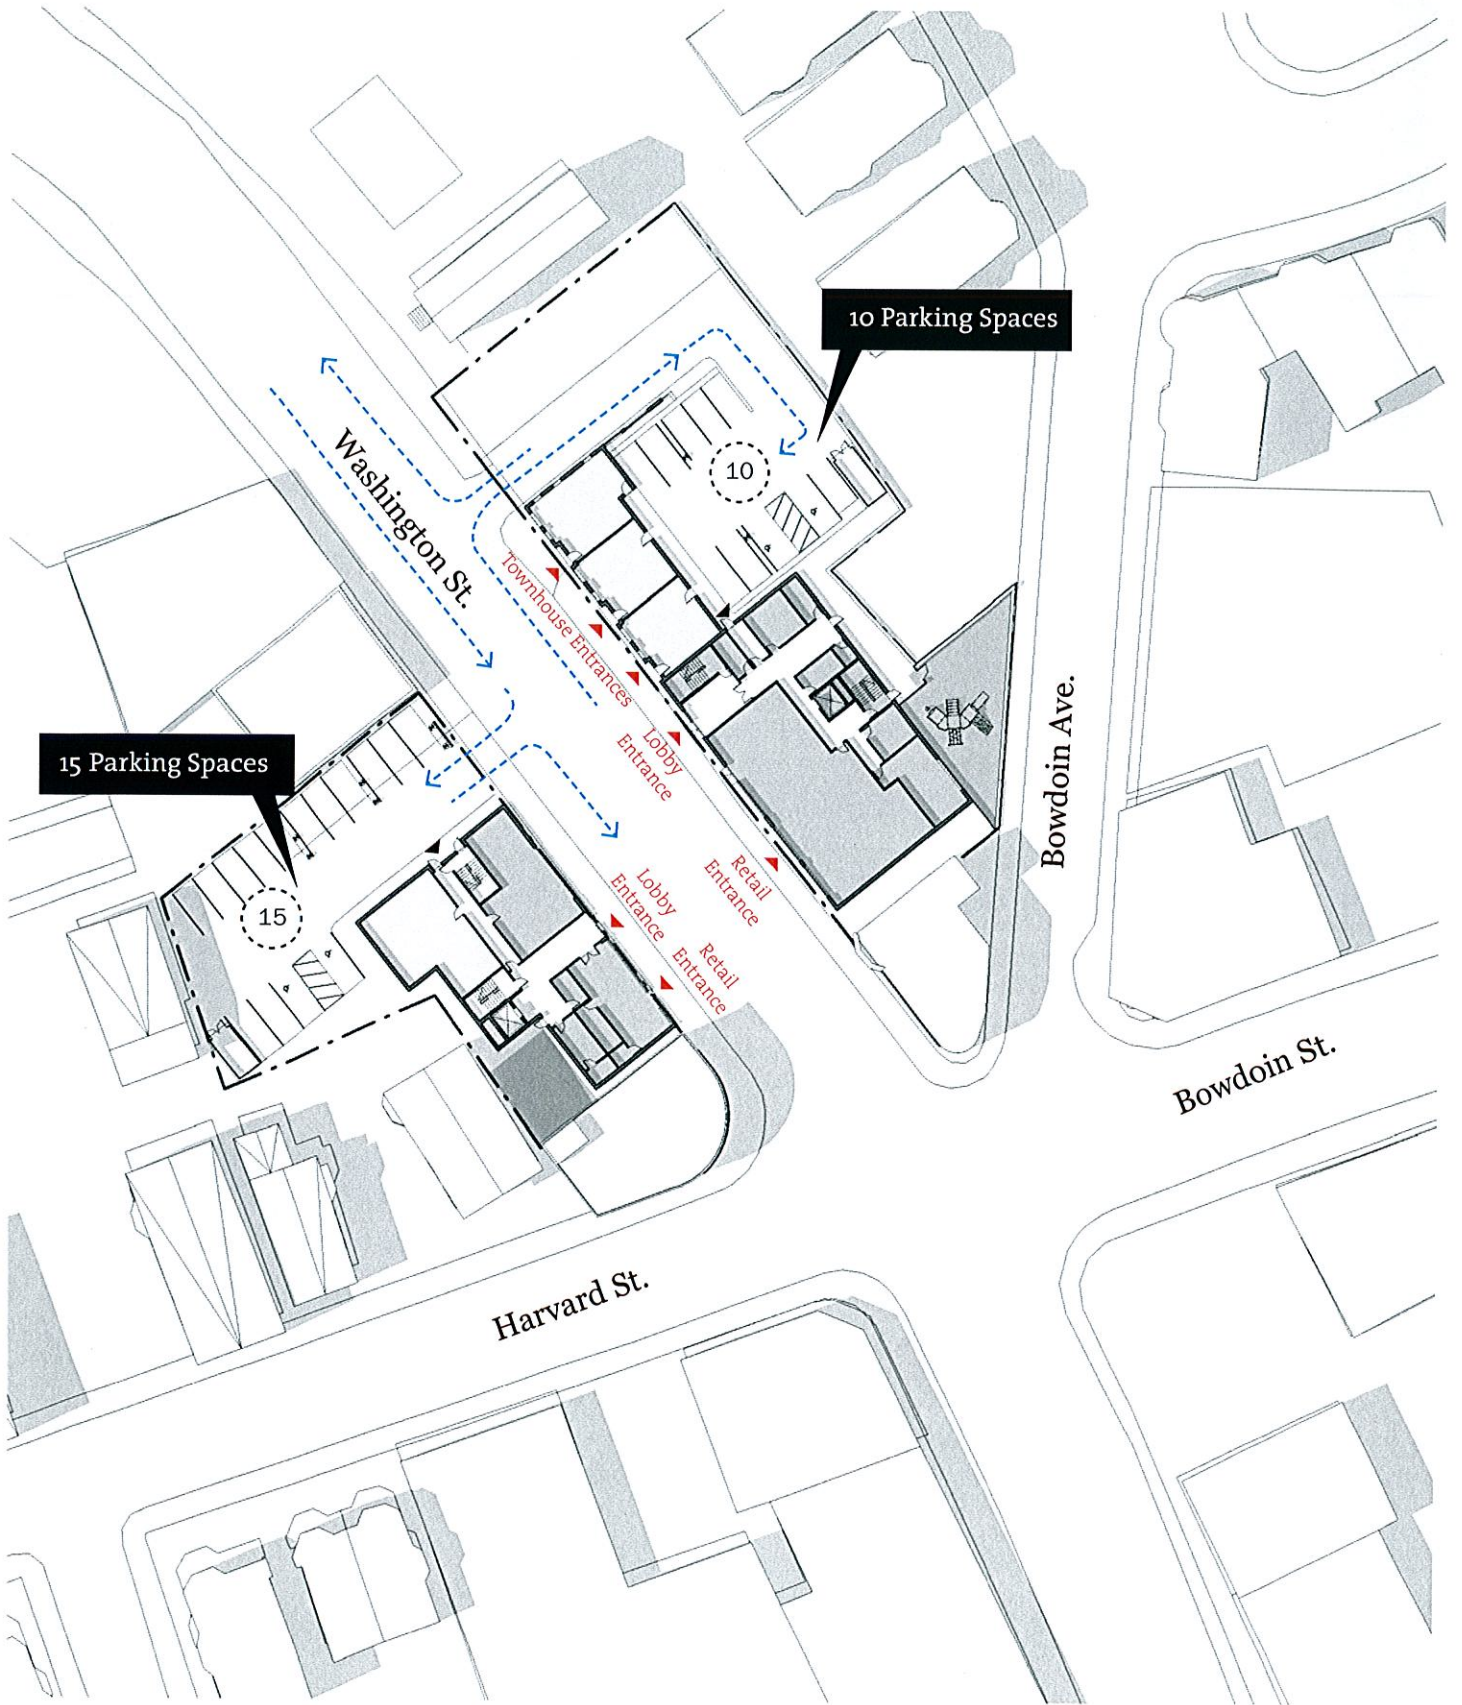 10 Parking Spaces
10
Washington St.
Townhouse Entrances
Lobby
Entrance
15 Parking Spaces
15
Retail
Entrance
Lobby
Entrance
Retail
Entrance
Bowdoin Ave.
Bowdoin St.
Harvard St.